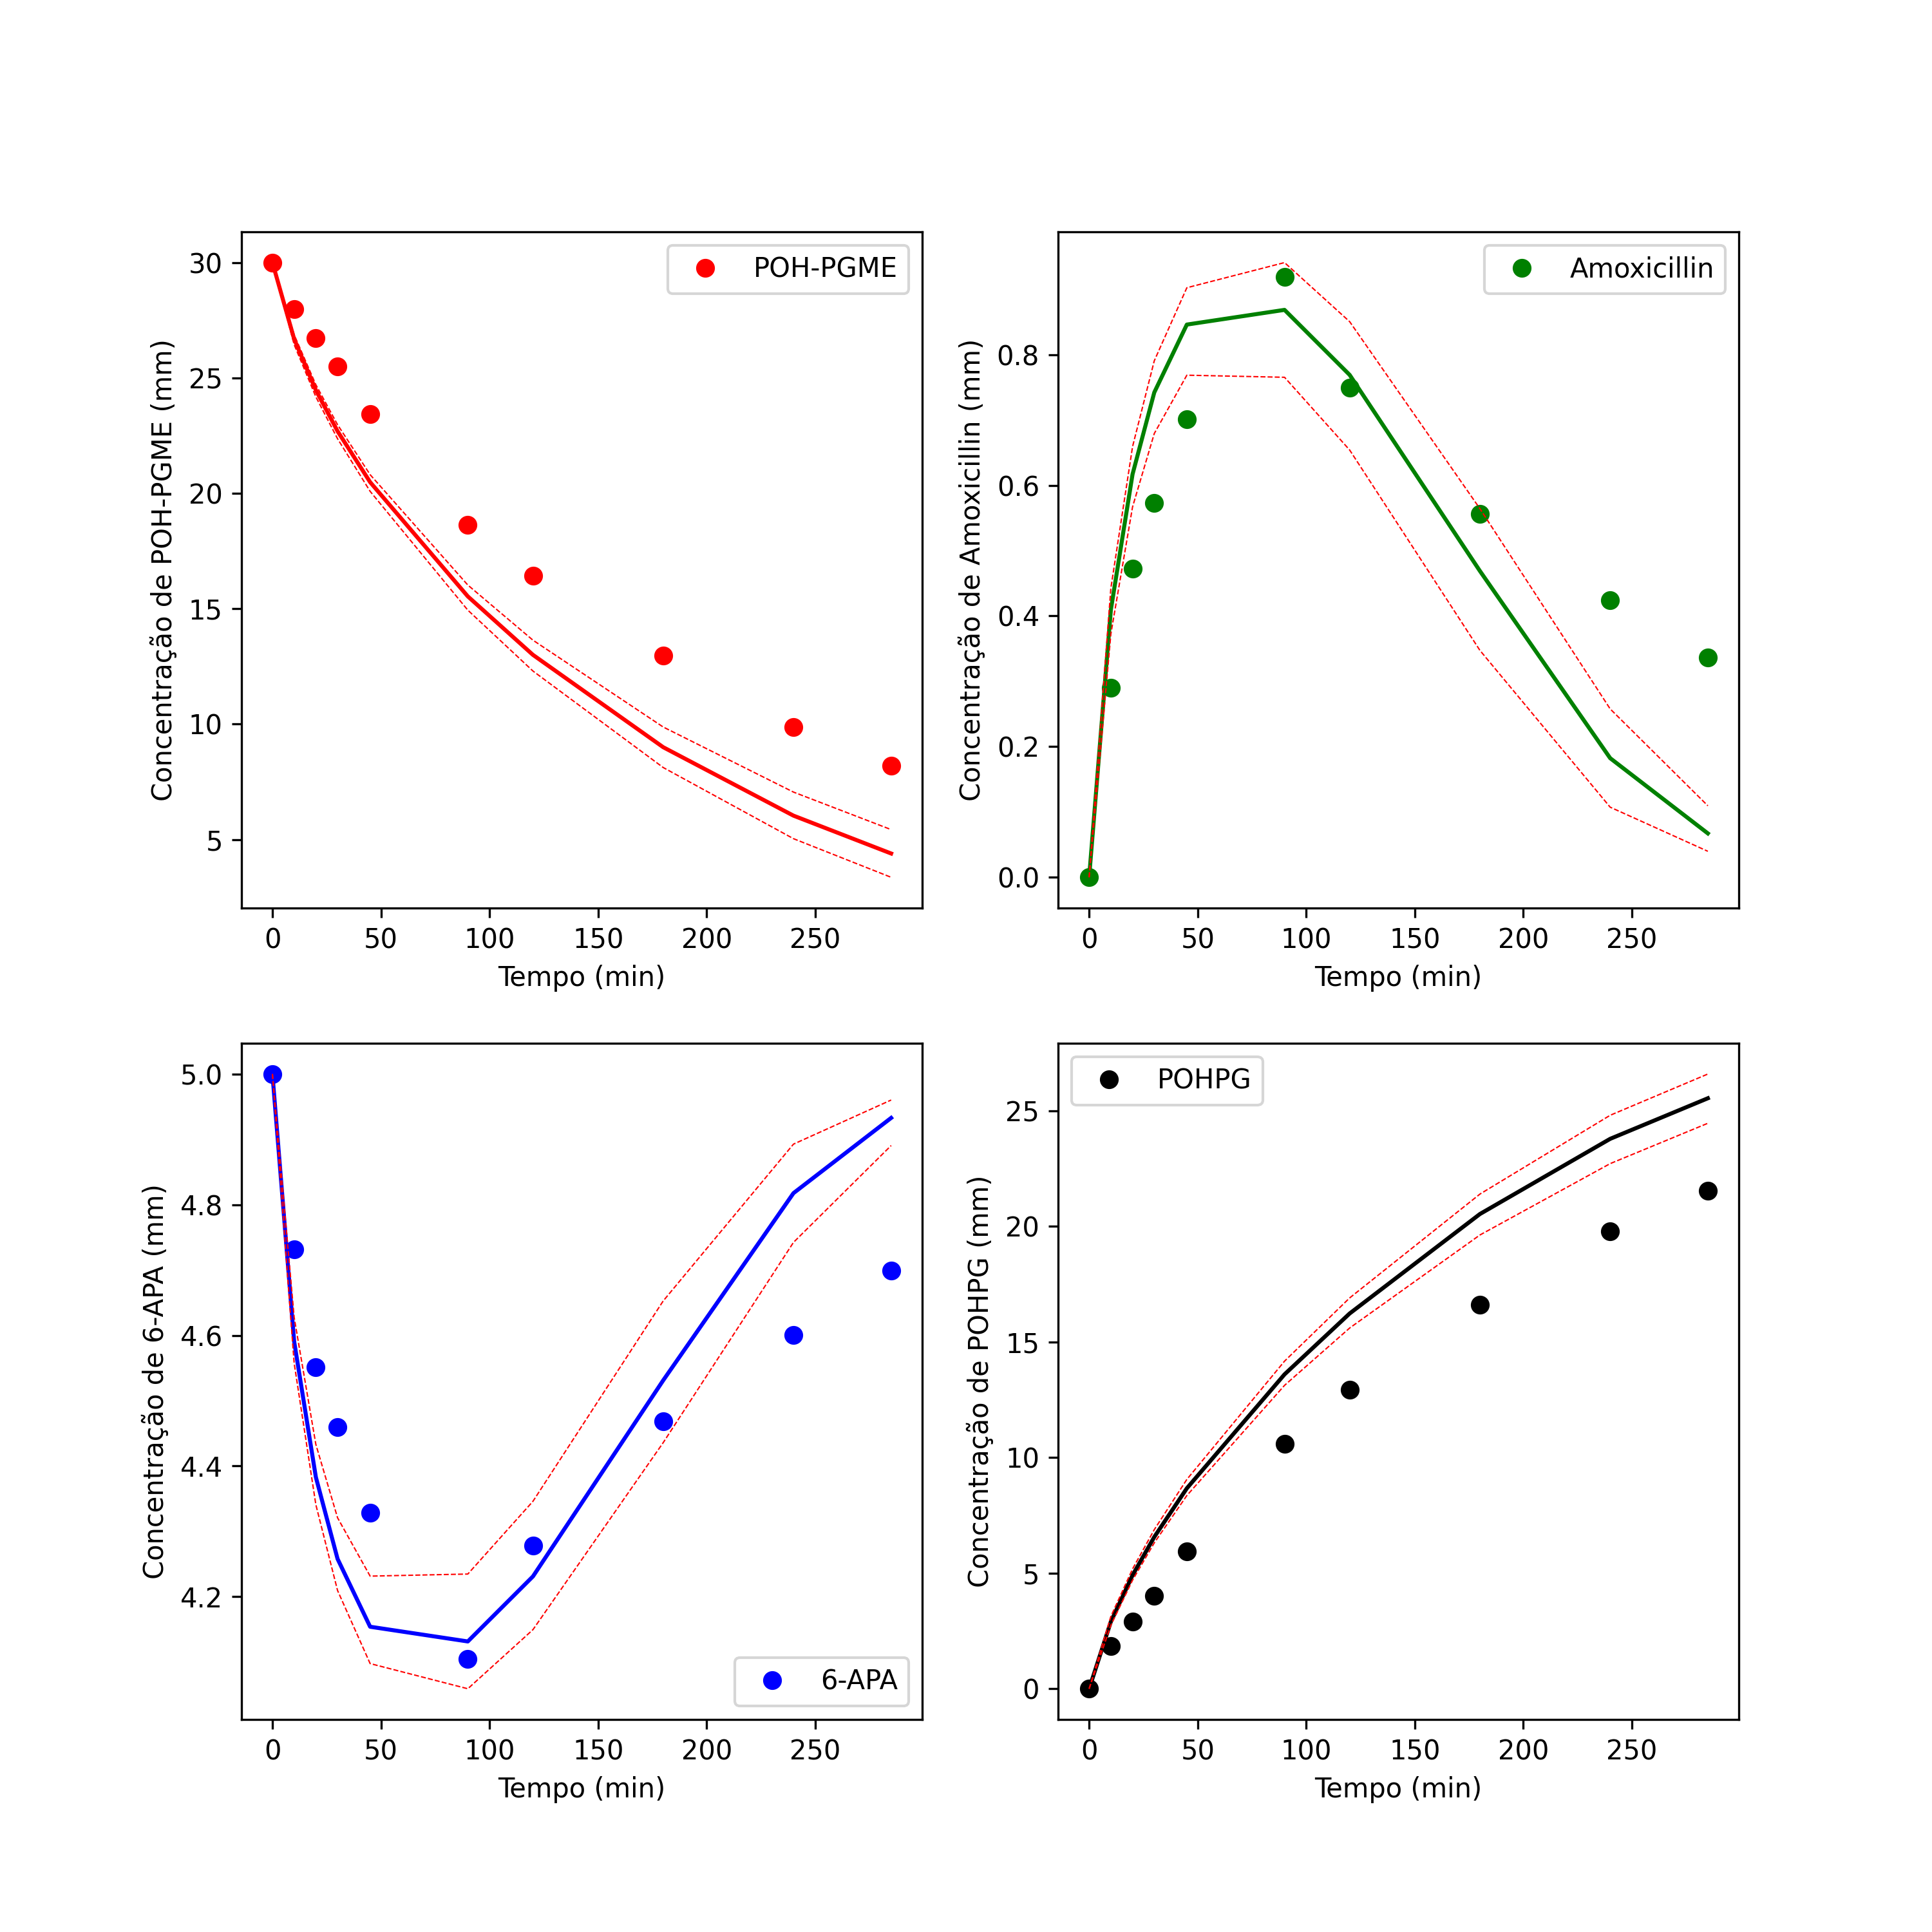 POH-PGME
Concentração de POH-PGME (mm)
30
25
20
15
10
5
0 50 100 150 200 250
Tempo (min)
Amoxicillin
Concentração de Amoxicillin (mm)
0.8
0.6
0.4
0.2
0.0
0 50 100 150 200 250
Tempo (min)
6-APA
Concentração de 6-APA (mm)
5.0
4.8
4.6
4.4
4.2
0 50 100 150 200 250
Tempo (min)
POHPG
Concentração de POHPG (mm)
25
20
15
10
5
0
0 50 100 150 200 250
Tempo (min)